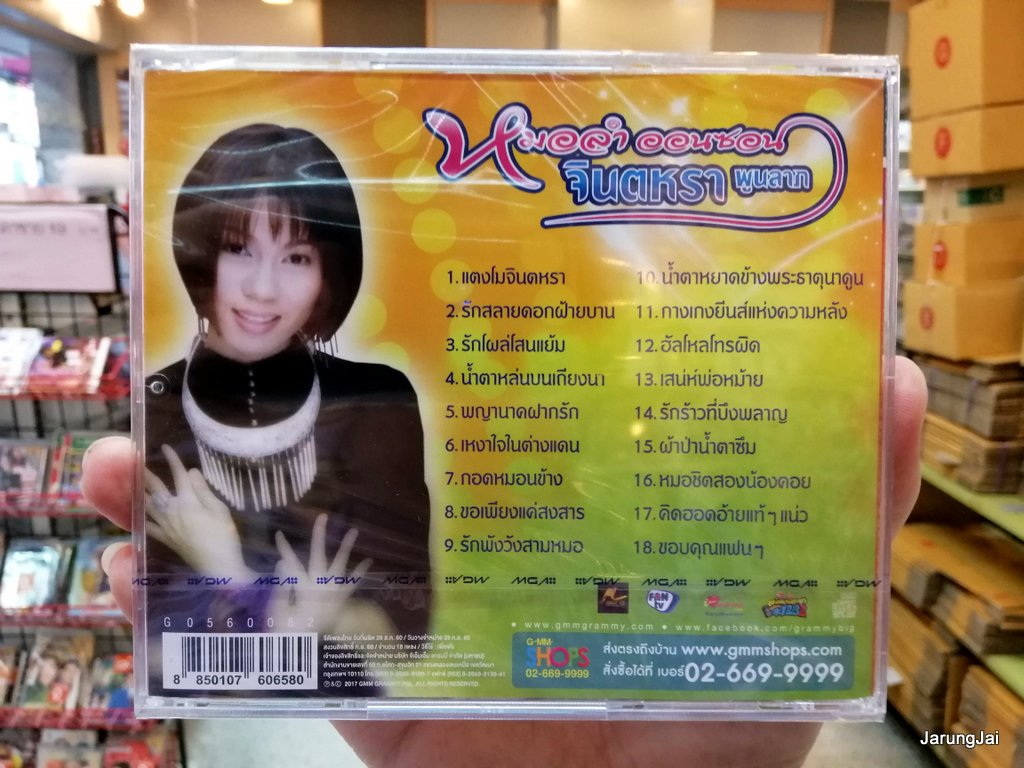 หมอลำ ออนซอน
จินตหรา พูนลาภ
1. แตงโมจินตหรา
2. รักสลายดอกฝ้ายบาน
3. รักโผล่โสนแย้ม
4. น้ำตาหล่นบนเถียงนา
5. พญานาคฝากรัก
6. เหงาใจในต่างแดน
7. กอดหมอนข้าง
8. ขอเพียงแค่สงสาร
9. รักพังวังสามหมอ
10. น้ำตาหยาดข้างพระธาตุนาดูน
11. กางเกงยีนส์แห่งความหลัง
12. ฮัลโหลโทรผิด
13. เสน่ห์พ่อหม้าย
14. รักร้าวที่บึงพลาญ
15. ผ้าป่าน้ำตาซึม
16. หมอชิตสองน้องคอย
17. คิดฮอดอ้ายแท้ๆ แน่ว
18. ขอบคุณแฟนๆ
G0560082
FAN TV
• www.gmmgrammy.com • www.facebook.com/grammybig
8 850107 606580
℗&© 2017 GMM GRAMMY PCL. ALL RIGHTS RESERVED.
G-MM SHOPS
02-669-9999
ส่งตรงถึงบ้าน www.gmmshops.com
สั่งซื้อได้ที่ เบอร์ 02-669-9999
JarungJai